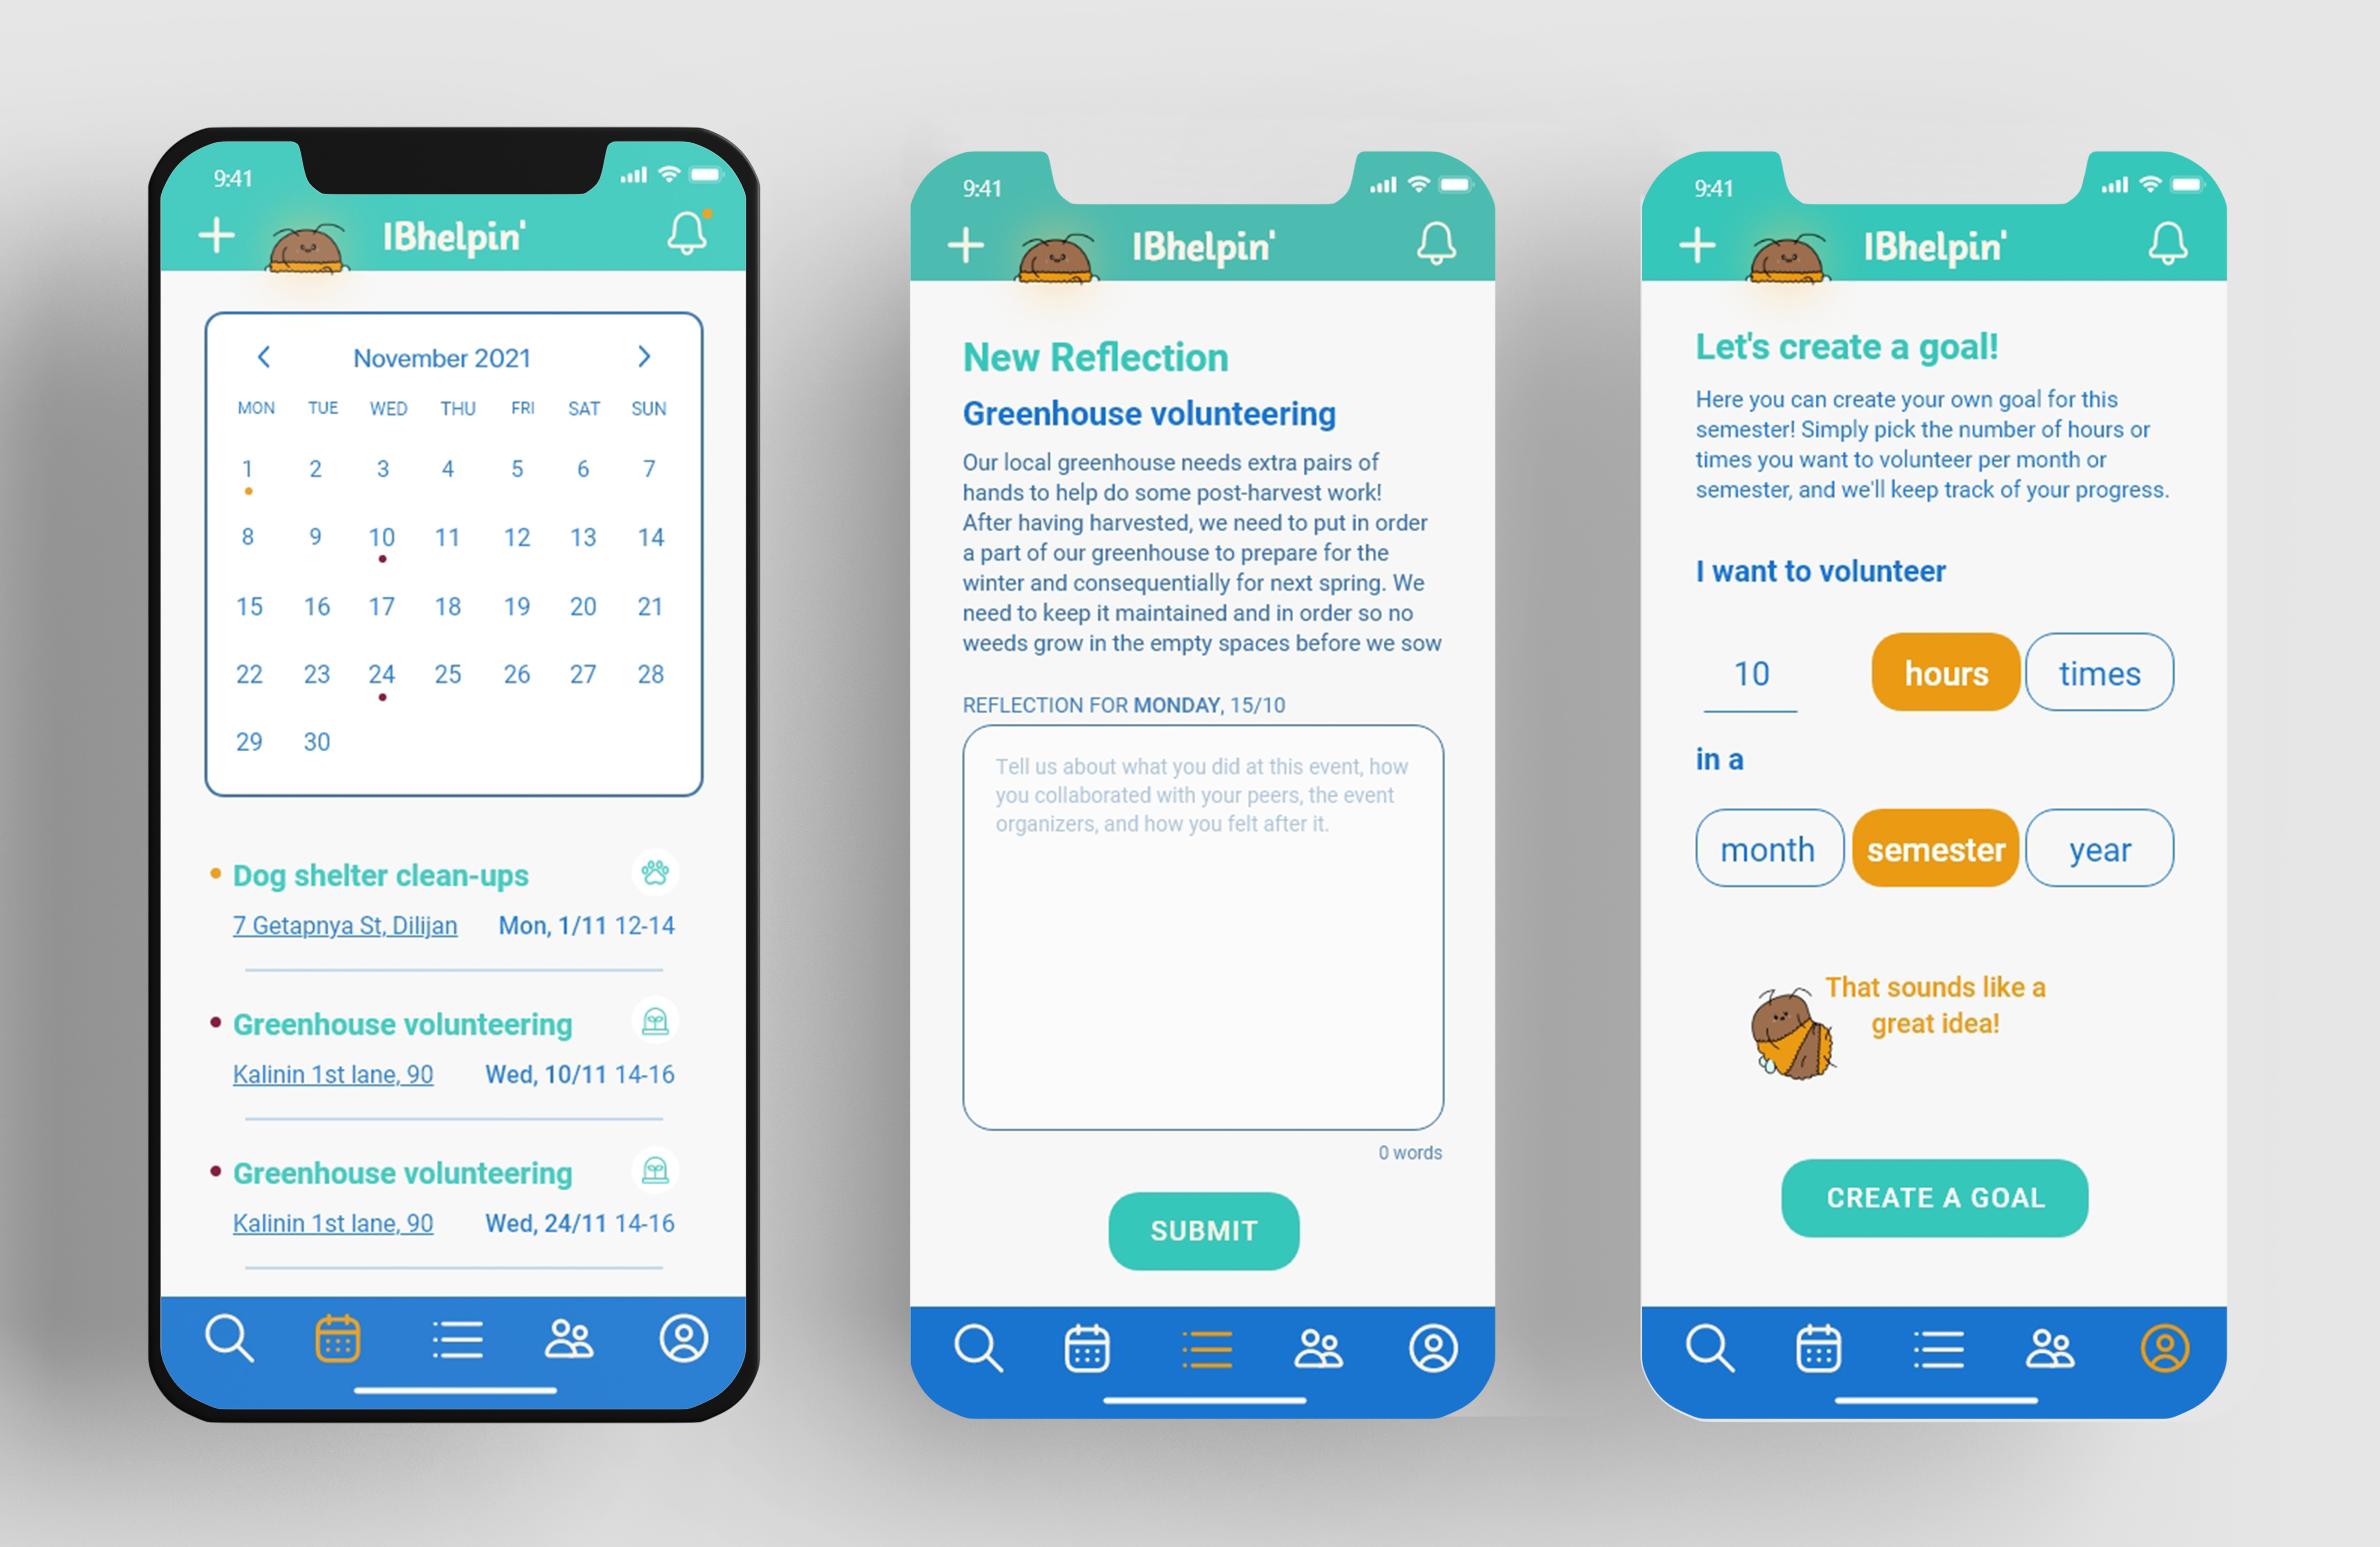 9:41
IBhelpin'
November 2021
MON TUE WED THU FRI SAT SUN
1 2 3 4 5 6 7
8 9 10 11 12 13 14
15 16 17 18 19 20 21
22 23 24 25 26 27 28
29 30
Dog shelter clean-ups
7 Getapnya St, Dilijan Mon, 1/11 12-14
Greenhouse volunteering
Kalinin 1st lane, 90 Wed, 10/11 14-16
Greenhouse volunteering
Kalinin 1st lane, 90 Wed, 24/11 14-16
9:41
IBhelpin'
New Reflection
Greenhouse volunteering
Our local greenhouse needs extra pairs of
hands to help do some post-harvest work!
After having harvested, we need to put in order
a part of our greenhouse to prepare for the
winter and consequentially for next spring. We
need to keep it maintained and in order so no
weeds grow in the empty spaces before we sow
REFLECTION FOR MONDAY, 15/10
Tell us about what you did at this event, how
you collaborated with your peers, the event
organizers, and how you felt after it.
0 words
SUBMIT
9:41
IBhelpin'
Let's create a goal!
Here you can create your own goal for this
semester! Simply pick the number of hours or
times you want to volunteer per month or
semester, and we'll keep track of your progress.
I want to volunteer
10 hours times
in a
month semester year
That sounds like a
great idea!
CREATE A GOAL